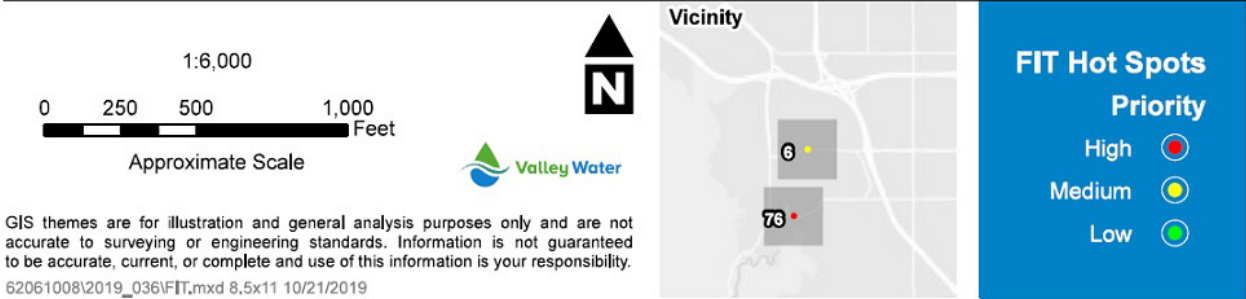 1:6,000
0 250 500 1,000
Feet
Approximate Scale
N
Valley Water
GIS themes are for illustration and general analysis purposes only and are not
accurate to surveying or engineering standards. Information is not guaranteed
to be accurate, current, or complete and use of this information is your responsibility.
62061008\2019_036\FIT.mxd 8.5x11 10/21/2019
Vicinity
6
76
FIT Hot Spots
Priority
High
Medium
Low